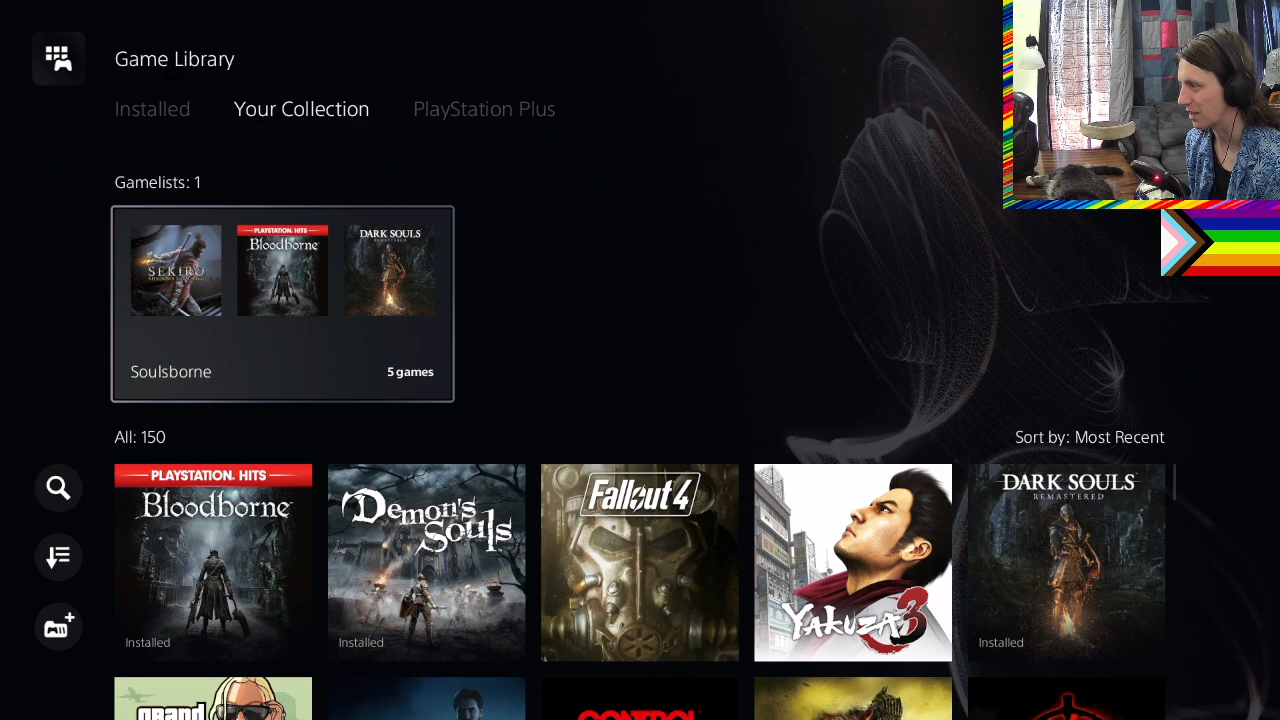 Game Library
Installed Your Collection PlayStation Plus
Gamelists: 1
SEKIRO
PLAYSTATION HITS
Bloodborne
DARK SOULS
REMASTERED
Soulsborne 5 games
All: 150 Sort by: Most Recent
PLAYSTATION HITS
Bloodborne
Installed
Demon's Souls
Installed
Fallout 4
YAKUZA 3
DARK SOULS
REMASTERED
Installed
grand
CONTROL